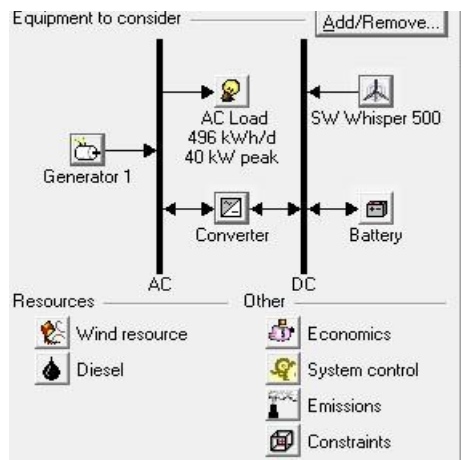 Equipment to consider
Add/Remove...
AC Load
496 kWh/d
40 kW peak
SW Whisper 500
Generator 1
Converter
Battery
AC
DC
Resources
Other
Wind resource
Economics
Diesel
System control
Emissions
Constraints